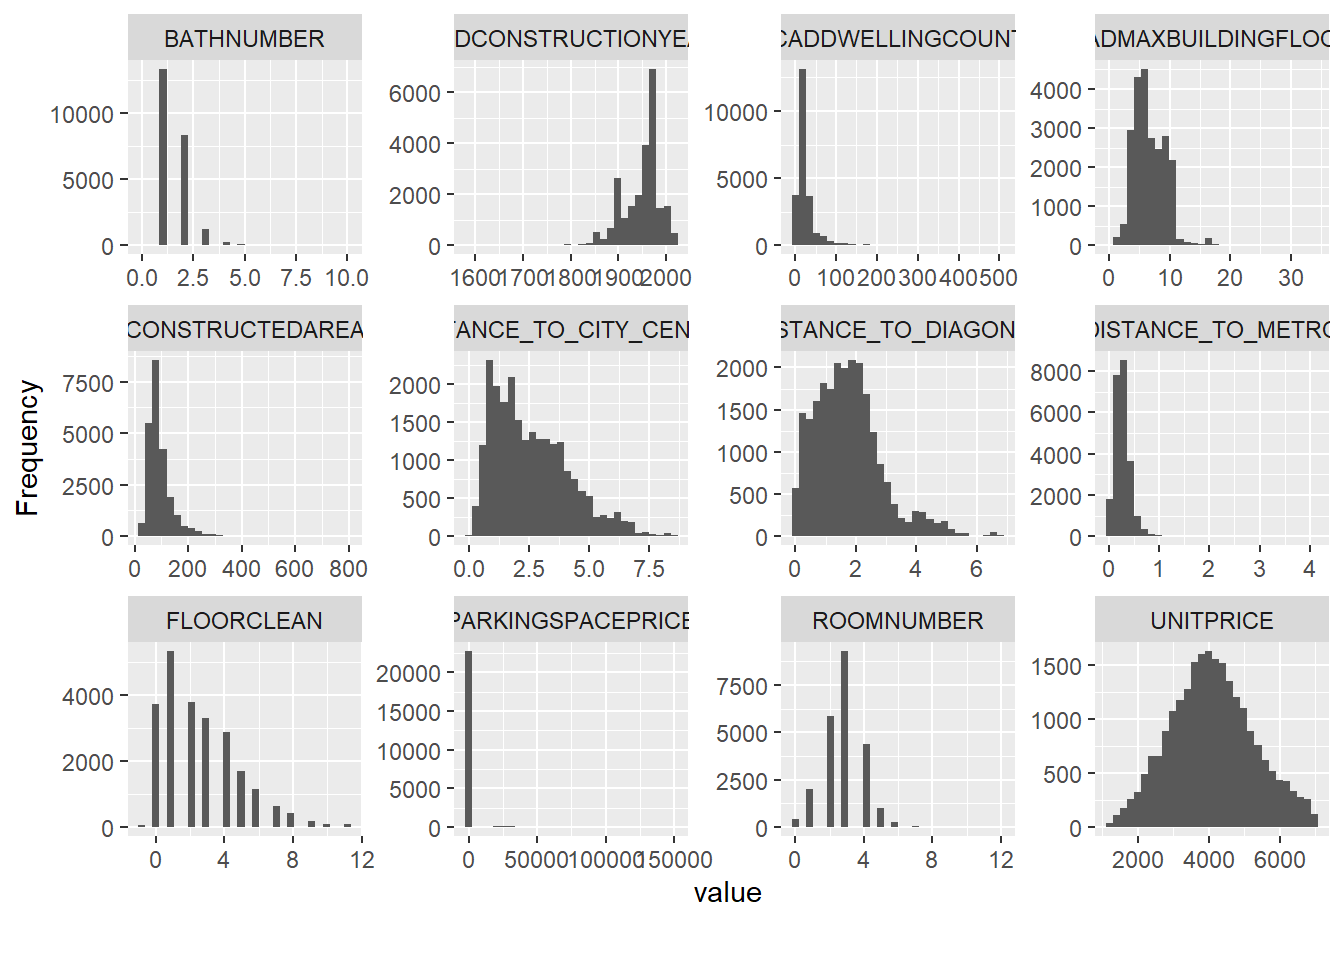 BATHNUMBER
DCONSTRUCTIONYEA
CADDWELLINGCOUNT
ADMAXBUILDINGFLOO
10000
5000
0
0.0 2.5 5.0 7.5 10.0
6000
4000
2000
0
1600 1700 1800 1900 2000
10000
5000
0
0 100 200 300 400 500
4000
3000
2000
1000
0
0 10 20 30
CONSTRUCTEDAREA
TANCE_TO_CITY_CEN
STANCE_TO_DIAGON
DISTANCE_TO_METRO
7500
5000
2500
0
0 200 400 600 800
2000
1500
1000
500
0
0.0 2.5 5.0 7.5
2000
1500
1000
500
0
0 2 4 6
8000
6000
4000
2000
0
0 1 2 3 4
FLOORCLEAN
PARKINGSPACEPRICE
ROOMNUMBER
UNITPRICE
4000
2000
0
0 4 8 12
20000
15000
10000
5000
0
0 50000 100000 150000
7500
5000
2500
0
0 4 8 12
1500
1000
500
0
2000 4000 6000
Frequency
value